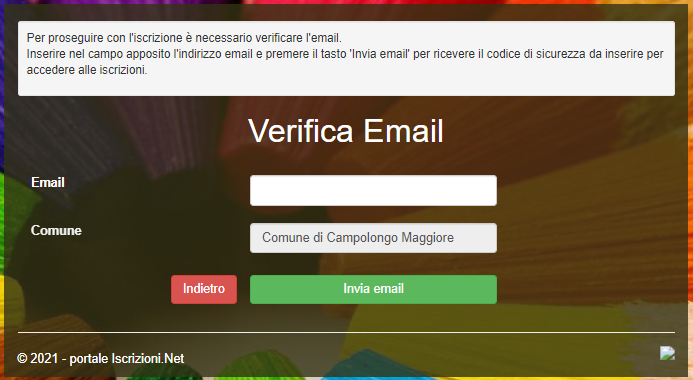 Per proseguire con l'iscrizione è necessario verificare l'email.
Inserire nel campo apposito l'indirizzo email e premere il tasto 'Invia email' per ricevere il codice di sicurezza da inserire per
accedere alle iscrizioni.
Verifica Email
Email
Comune
Comune di Campolongo Maggiore
Indietro
Invia email
© 2021 - portale Iscrizioni.Net